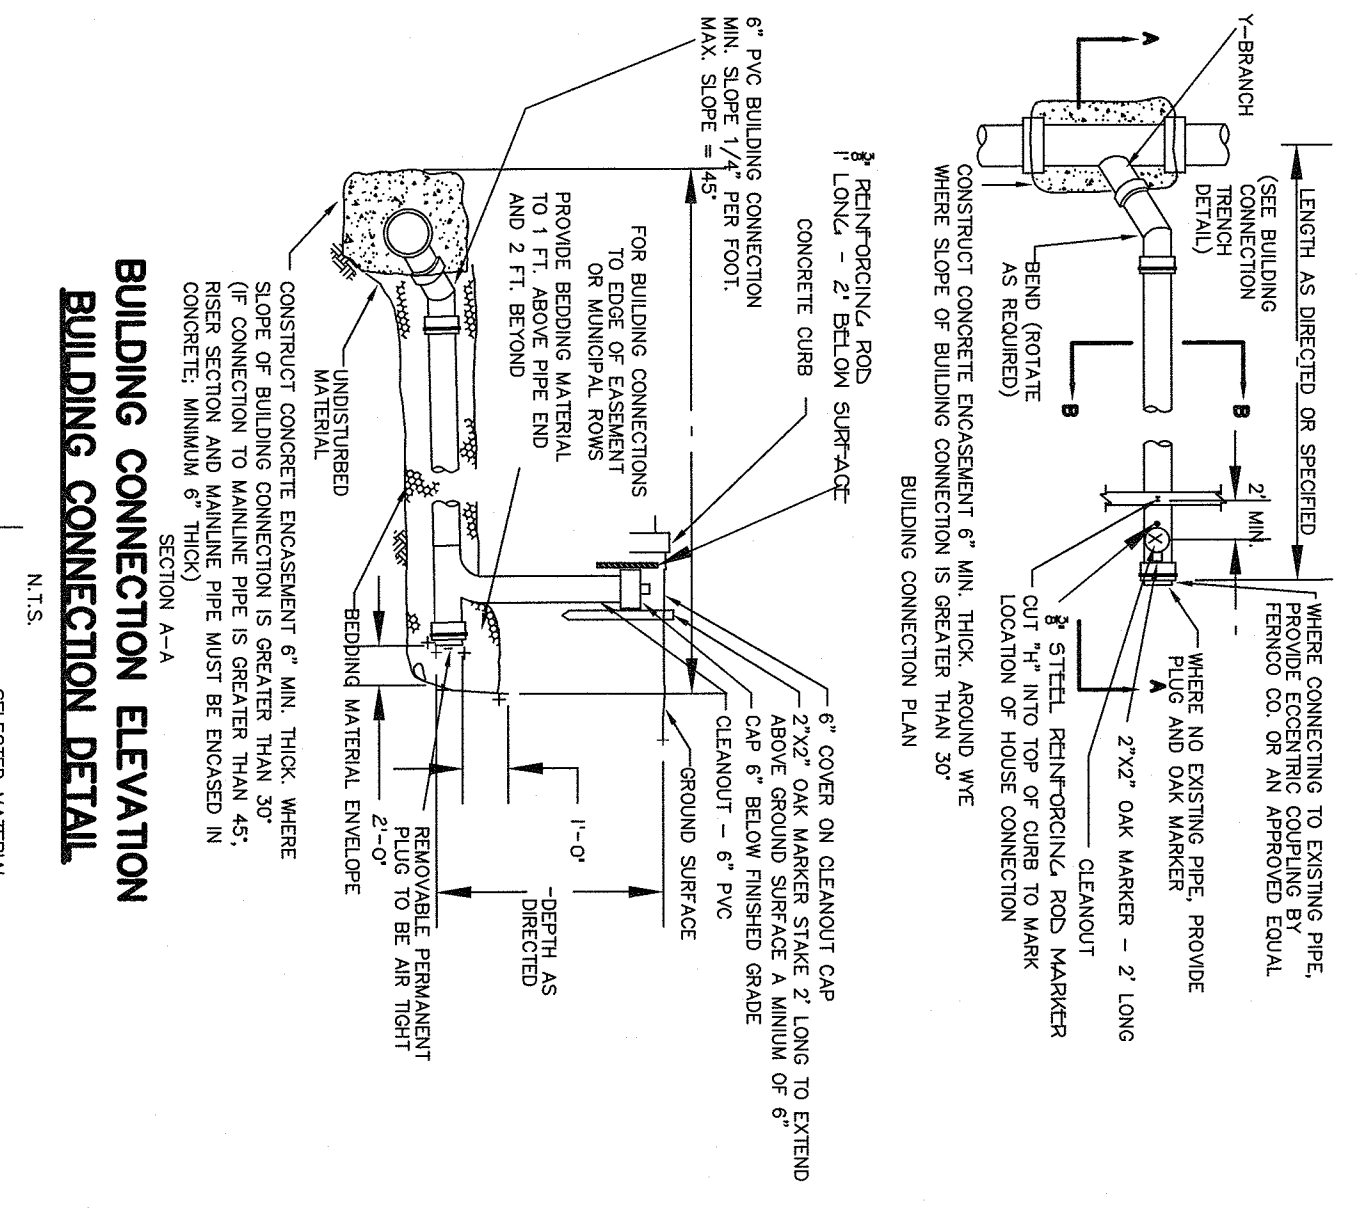 LENGTH AS DIRECTED OR SPECIFIED
Y-BRANCH
(SEE BUILDING
CONNECTION
TRENCH
DETAIL)
2' MIN.
A
B
B
A
BEND (ROTATE
AS REQUIRED)
WHERE CONNECTING TO EXISTING PIPE,
PROVIDE ECCENTRIC COUPLING BY
FERNCO CO. OR AN APPROVED EQUAL
WHERE NO EXISTING PIPE, PROVIDE
PLUG AND OAK MARKER
2"X2" OAK MARKER - 2' LONG
CLEANOUT
STEEL REINFORCING ROD MARKER
CUT "H" INTO TOP OF CURB TO MARK
LOCATION OF HOUSE CONNECTION
CONSTRUCT CONCRETE ENCASEMENT 6" MIN. THICK. AROUND WYE
WHERE SLOPE OF BUILDING CONNECTION IS GREATER THAN 30°
BUILDING CONNECTION PLAN
REINFORCING ROD
1' LONG - 2' BELOW SURFACE
CONCRETE CURB
6" PVC BUILDING CONNECTION
MIN. SLOPE 1/4" PER FOOT.
MAX. SLOPE = 45°
FOR BUILDING CONNECTIONS
TO EDGE OF EASEMENT
OR MUNICIPAL ROWS
PROVIDE BEDDING MATERIAL
TO 1 FT. ABOVE PIPE END
AND 2 FT. BEYOND
6" COVER ON CLEANOUT CAP
2"X2" OAK MARKER STAKE 2' LONG TO EXTEND
ABOVE GROUND SURFACE A MINIUM OF 6"
CAP 6" BELOW FINISHED GRADE
CLEANOUT - 6" PVC
GROUND SURFACE
1'-0"
-DEPTH AS
DIRECTED
REMOVABLE PERMANENT
PLUG TO BE AIR TIGHT
2'-0"
BEDDING MATERIAL ENVELOPE
UNDISTURBED
MATERIAL
CONSTRUCT CONCRETE ENCASEMENT 6" MIN. THICK. WHERE
SLOPE OF BUILDING CONNECTION IS GREATER THAN 30°
(IF CONNECTION TO MAINLINE PIPE IS GREATER THAN 45°,
RISER SECTION AND MAINLINE PIPE MUST BE ENCASED IN
CONCRETE; MINIMUM 6" THICK)
SECTION A-A
BUILDING CONNECTION ELEVATION
BUILDING CONNECTION DETAIL
N.T.S.